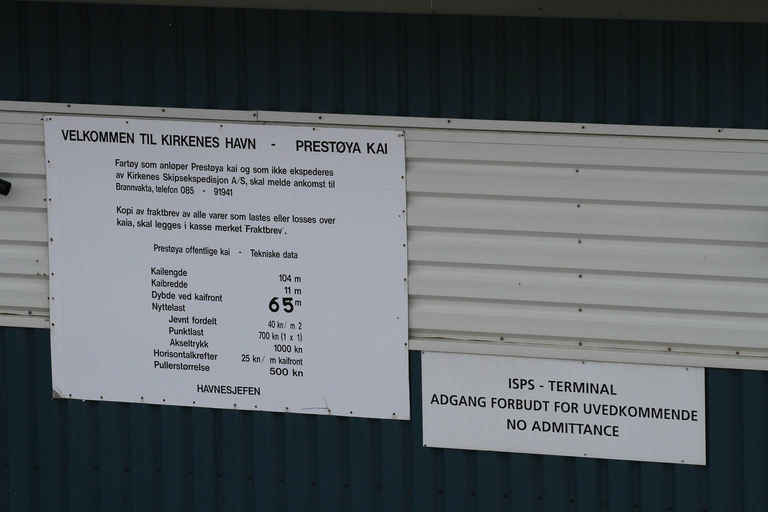 VELKOMMEN TIL KIRKENES HAVN - PRESTØYA KAI
Fartøy som anløper Prestøya kai og som ikke ekspederes
av Kirkenes Skipsekspedisjon A/S, skal melde ankomst til
Brannvakta, telefon 085 - 91941
Kopi av fraktbrev av alle varer som lastes eller losses over
kaia, skal legges i kasse merket 'Fraktbrev'.
Prestøya offentlige kai - Tekniske data
Kailengde 104 m
Kaibredde 11 m
Dybde ved kaifront 65 m
Nyttelast
Jevnt fordelt 40 kn/ m 2
Punktlast 700 kn (1 x 1)
Akseltrykk 1000 kn
Horisontalkrefter 25 kn/ m kaifront
Pullerstørrelse 500 kn
HAVNESJEFEN
ISPS - TERMINAL
ADGANG FORBUDT FOR UVEDKOMMENDE
NO ADMITTANCE